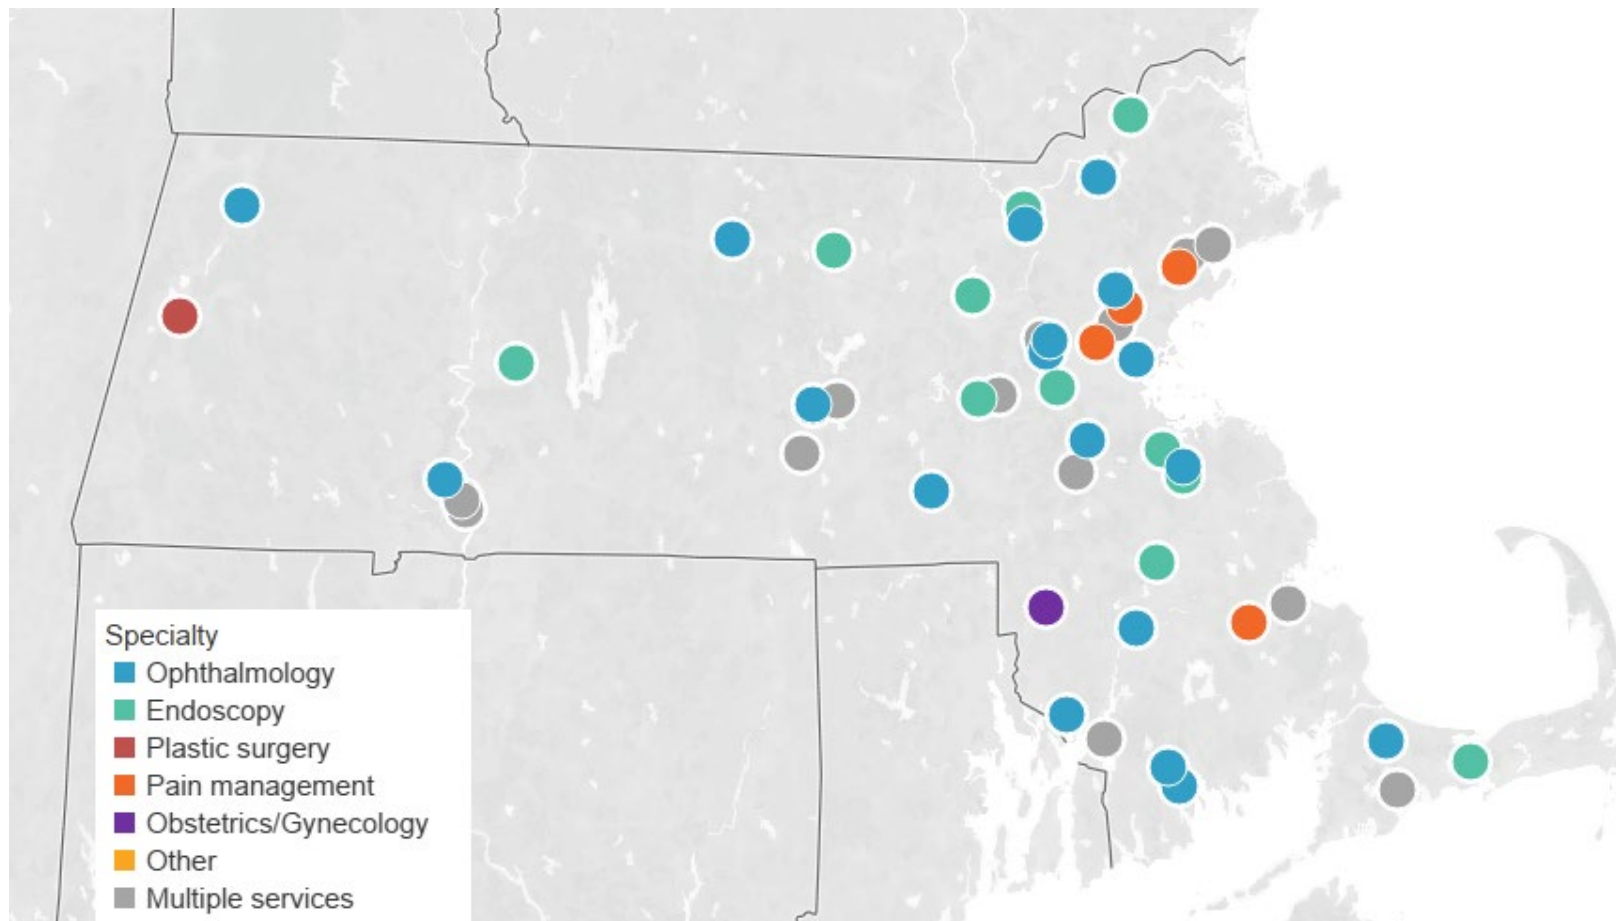 Specialty
Ophthalmology
Endoscopy
Plastic surgery
Pain management
Obstetrics/Gynecology
Other
Multiple services